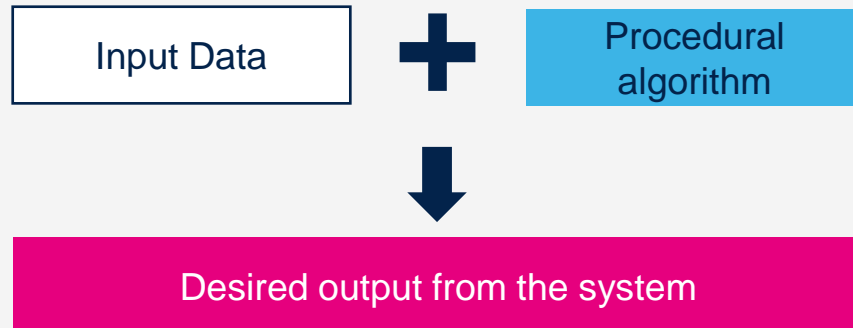 Input Data
Procedural
algorithm
Desired output from the system